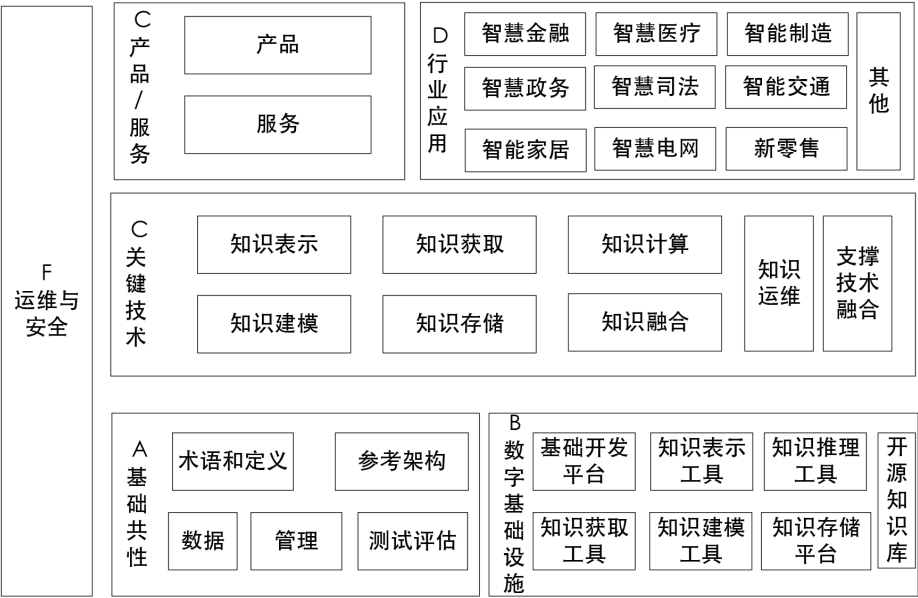 F
运维与
安全
C
产品/服务
产品
服务
D
行业应用
智慧金融
智慧医疗
智能制造
智慧政务
智慧司法
智能交通
智能家居
智慧电网
新零售
其他
C
关键技术
知识表示
知识获取
知识计算
知识建模
知识存储
知识融合
知识
运维
支撑
技术
融合
A
基础共性
术语和定义
参考架构
数据
管理
测试评估
B
数字基础设施
基础开发
平台
知识表示
工具
知识推理
工具
知识获取
工具
知识建模
工具
知识存储
平台
开源知识库